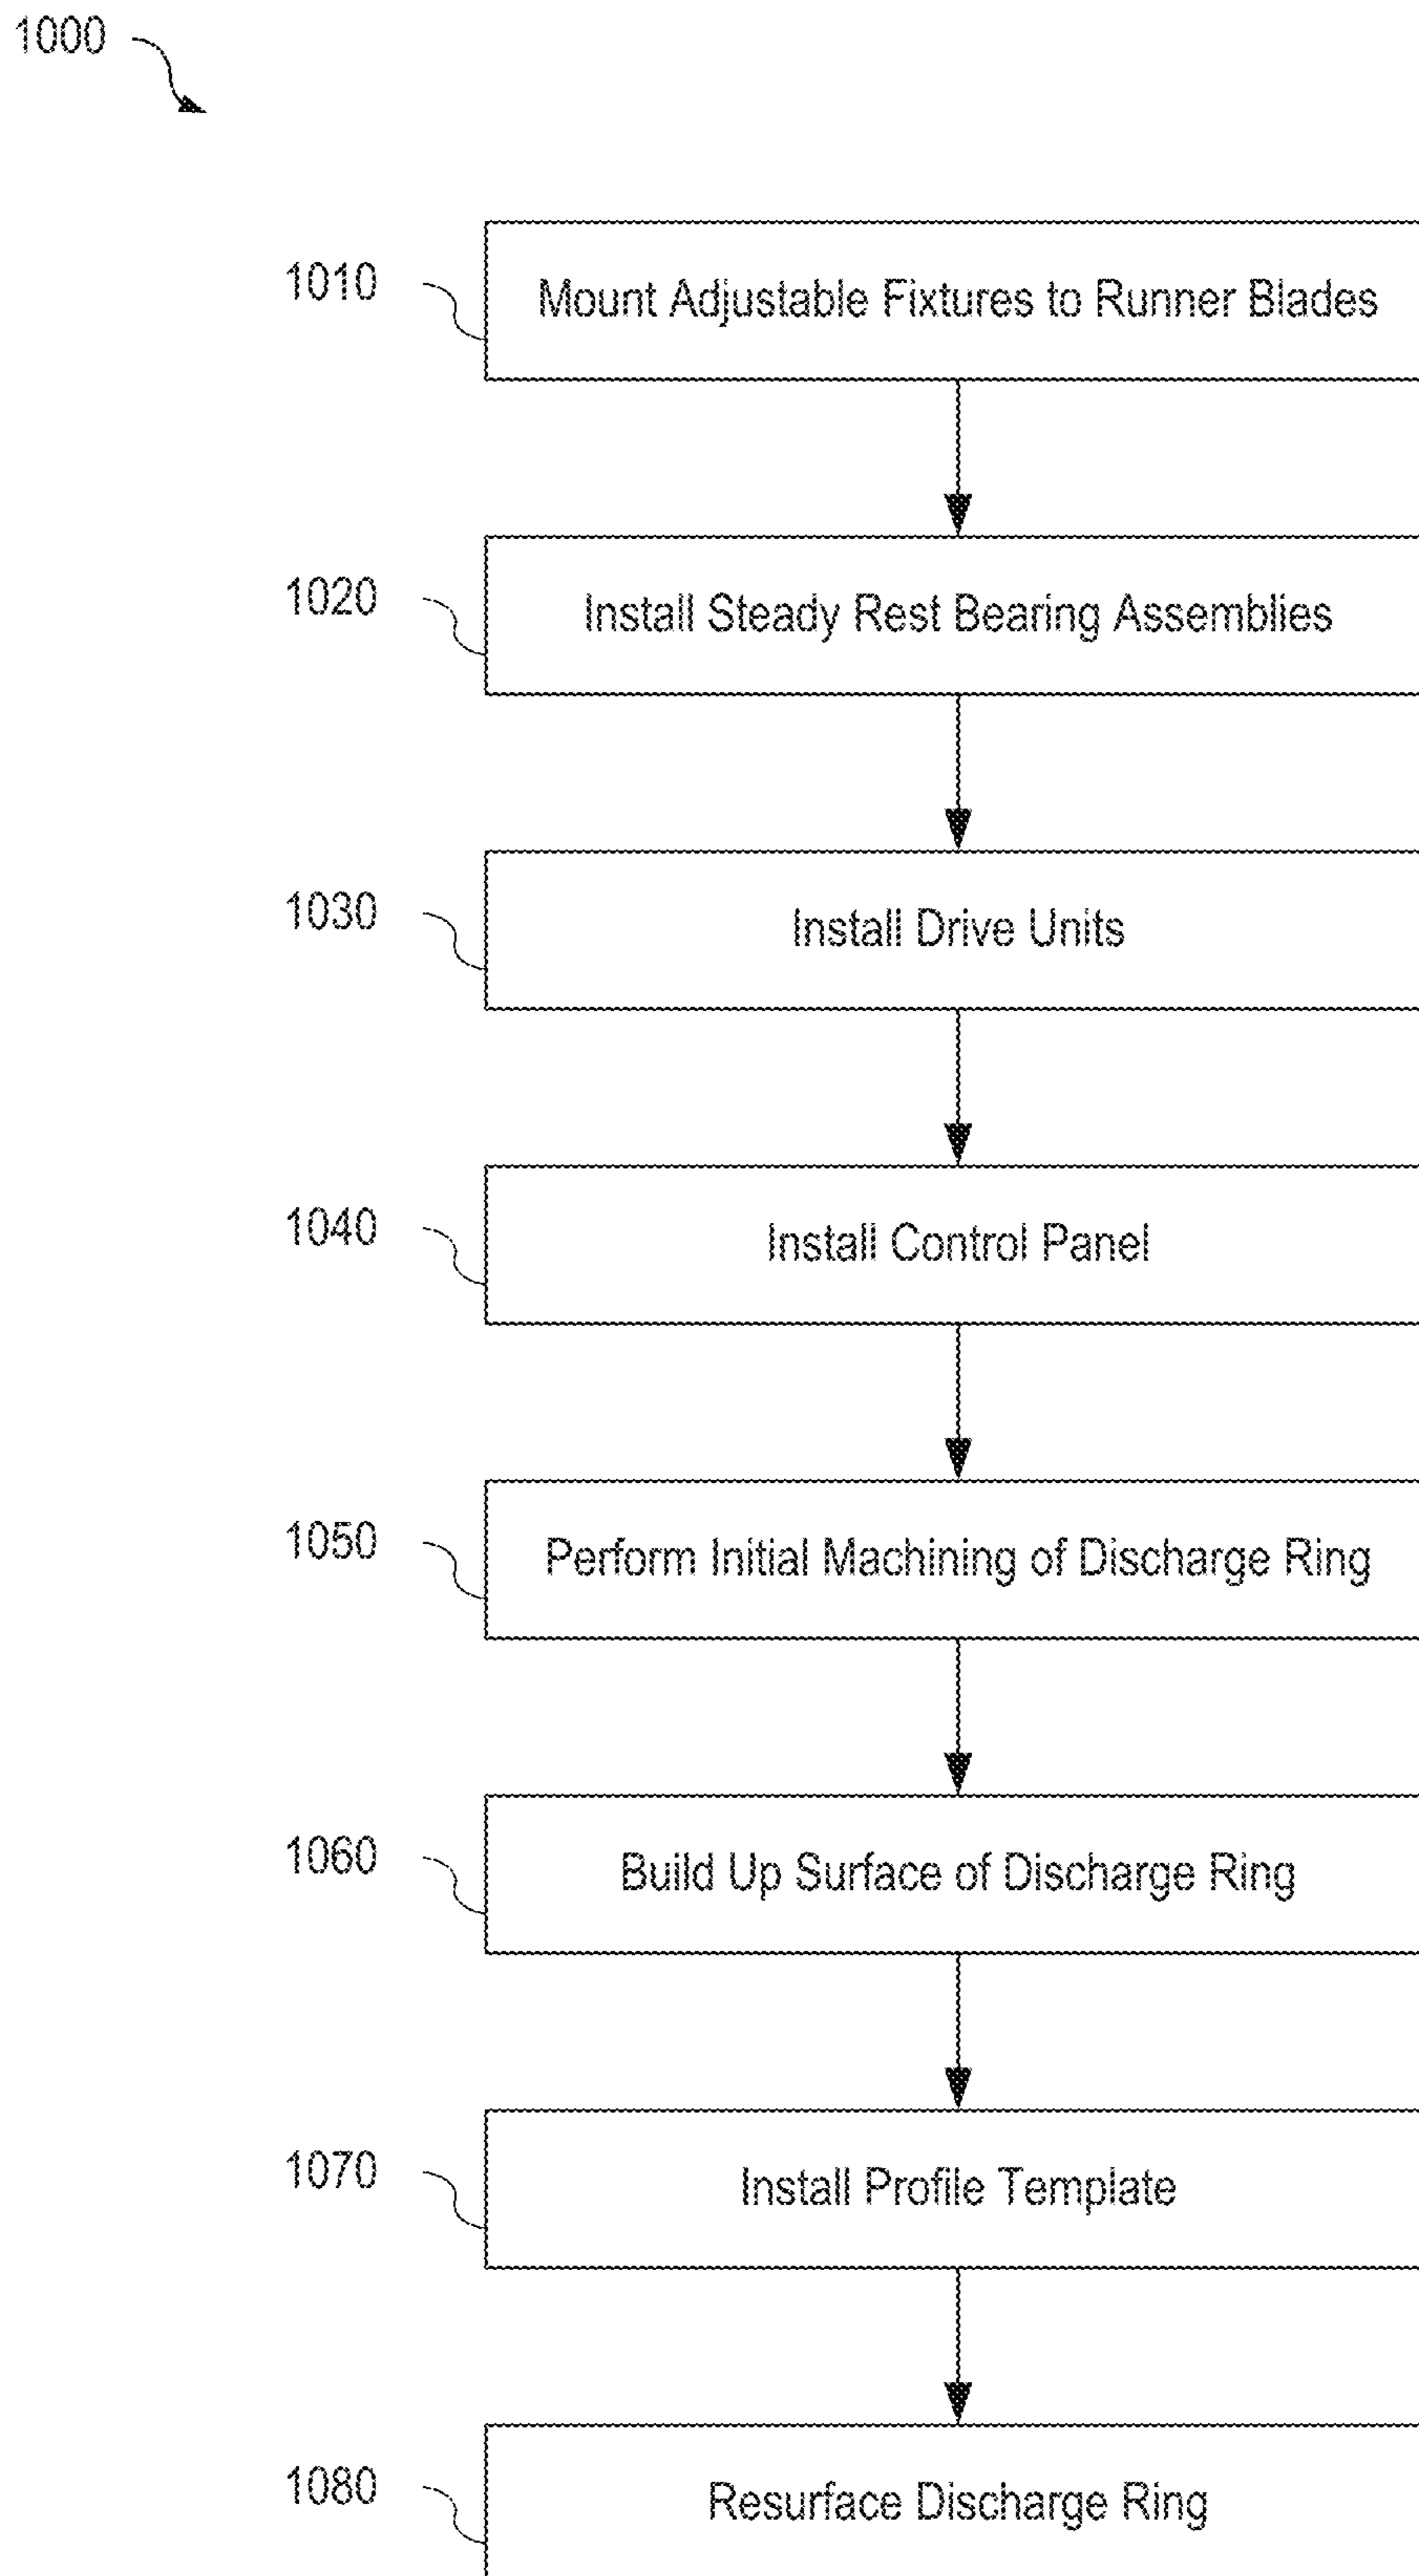 1000
1010
Mount Adjustable Fixtures to Runner Blades
1020
Install Steady Rest Bearing Assemblies
1030
Install Drive Units
1040
Install Control Panel
1050
Perform Initial Machining of Discharge Ring
1060
Build Up Surface of Discharge Ring
1070
Install Profile Template
1080
Resurface Discharge Ring